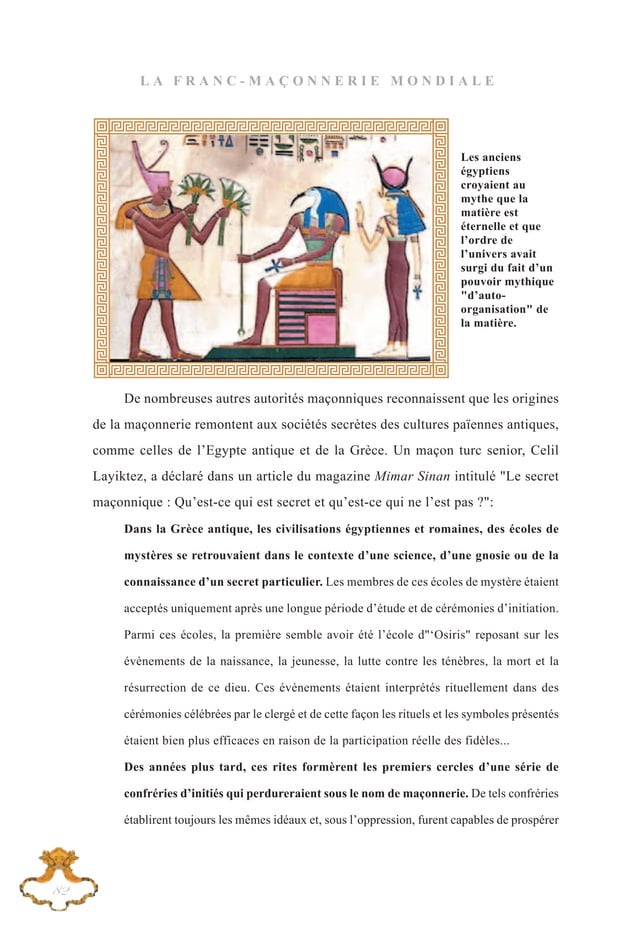 LA FRANC-MAÇONNERIE MONDIALE
Les anciens
égyptiens
croyaient au
mythe que la
matière est
éternelle et que
l’ordre de
l’univers avait
surgi du fait d’un
pouvoir mythique
"d’auto-
organisation" de
la matière.
De nombreuses autres autorités maçonniques reconnaissent que les origines
de la maçonnerie remontent aux sociétés secrètes des cultures païennes antiques,
comme celles de l’Egypte antique et de la Grèce. Un maçon turc senior, Celil
Layiktez, a déclaré dans un article du magazine Mimar Sinan intitulé "Le secret
maçonnique : Qu’est-ce qui est secret et qu’est-ce qui ne l’est pas ?":
Dans la Grèce antique, les civilisations égyptiennes et romaines, des écoles de
mystères se retrouvaient dans le contexte d’une science, d’une gnosie ou de la
connaissance d’un secret particulier. Les membres de ces écoles de mystère étaient
acceptés uniquement après une longue période d’étude et de cérémonies d’initiation.
Parmi ces écoles, la première semble avoir été l’école d"‘Osiris" reposant sur les
évènements de la naissance, la jeunesse, la lutte contre les ténèbres, la mort et la
résurrection de ce dieu. Ces évènements étaient interprétés rituellement dans des
cérémonies célébrées par le clergé et de cette façon les rituels et les symboles présentés
étaient bien plus efficaces en raison de la participation réelle des fidèles...
Des années plus tard, ces rites formèrent les premiers cercles d’une série de
confréries d’initiés qui perdureraient sous le nom de maçonnerie. De tels confréries
établirent toujours les mêmes idéaux et, sous l’oppression, furent capables de prospérer
82